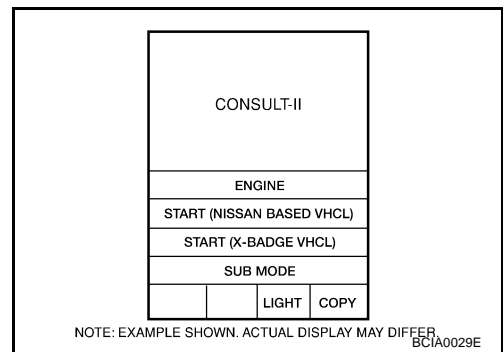 CONSULT-II
ENGINE
START (NISSAN BASED VHCL)
START (X-BADGE VHCL)
SUB MODE
LIGHT COPY
NOTE: EXAMPLE SHOWN. ACTUAL DISPLAY MAY DIFFER.
BCIA0029E